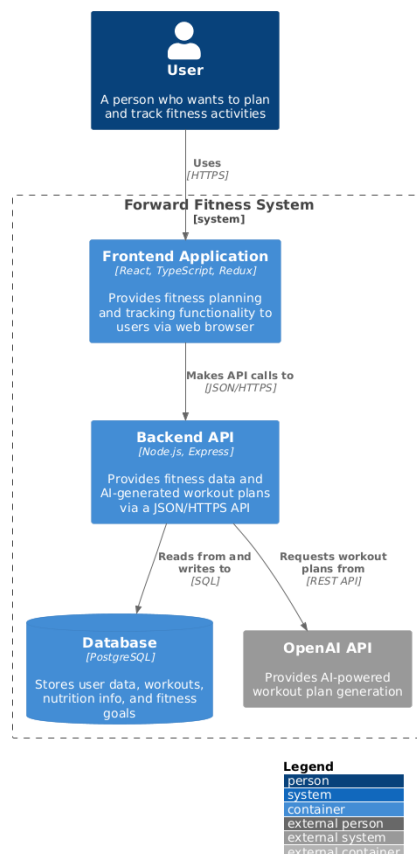 User
A person who wants to plan
and track fitness activities
Uses
[HTTPS]
Forward Fitness System
[system]
Frontend Application
[React, TypeScript, Redux]
Provides fitness planning
and tracking functionality to
users via web browser
Makes API calls to
[JSON/HTTPS]
Backend API
[Node.js, Express]
Provides fitness data and
AI-generated workout plans
via a JSON/HTTPS API
Reads from and
writes to
[SQL]
Requests workout
plans from
[REST API]
Database
[PostgreSQL]
Stores user data, workouts,
nutrition info, and fitness
goals
OpenAI API
Provides AI-powered
workout plan generation
Legend
person
system
container
external person
external system
external container